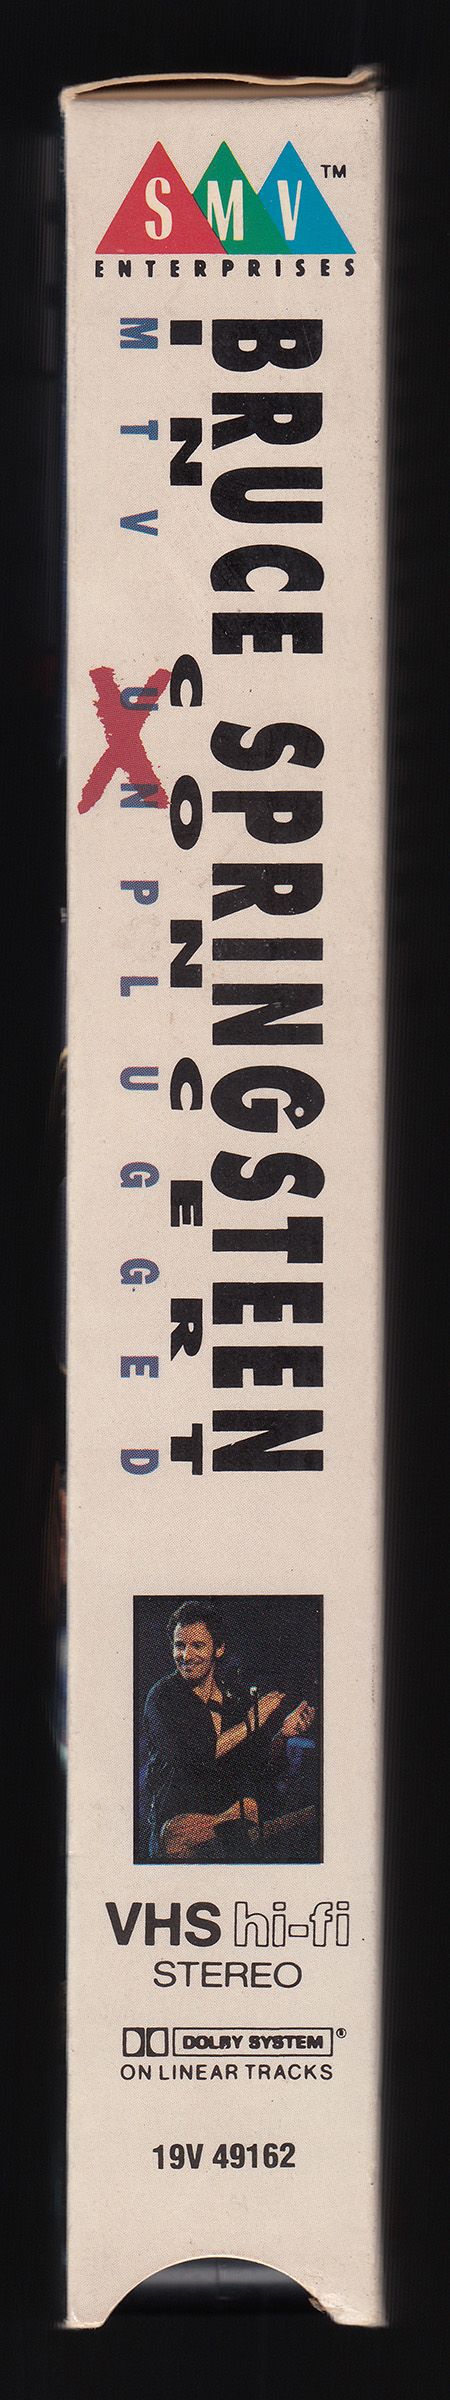 SMV™
ENTERPRISES
BRUCE SPRINGSTEEN
IN CONCERT
MTV UNPLUGGED
VHS hi-fi
STEREO
DOLBY SYSTEM®
ON LINEAR TRACKS
19V 49162